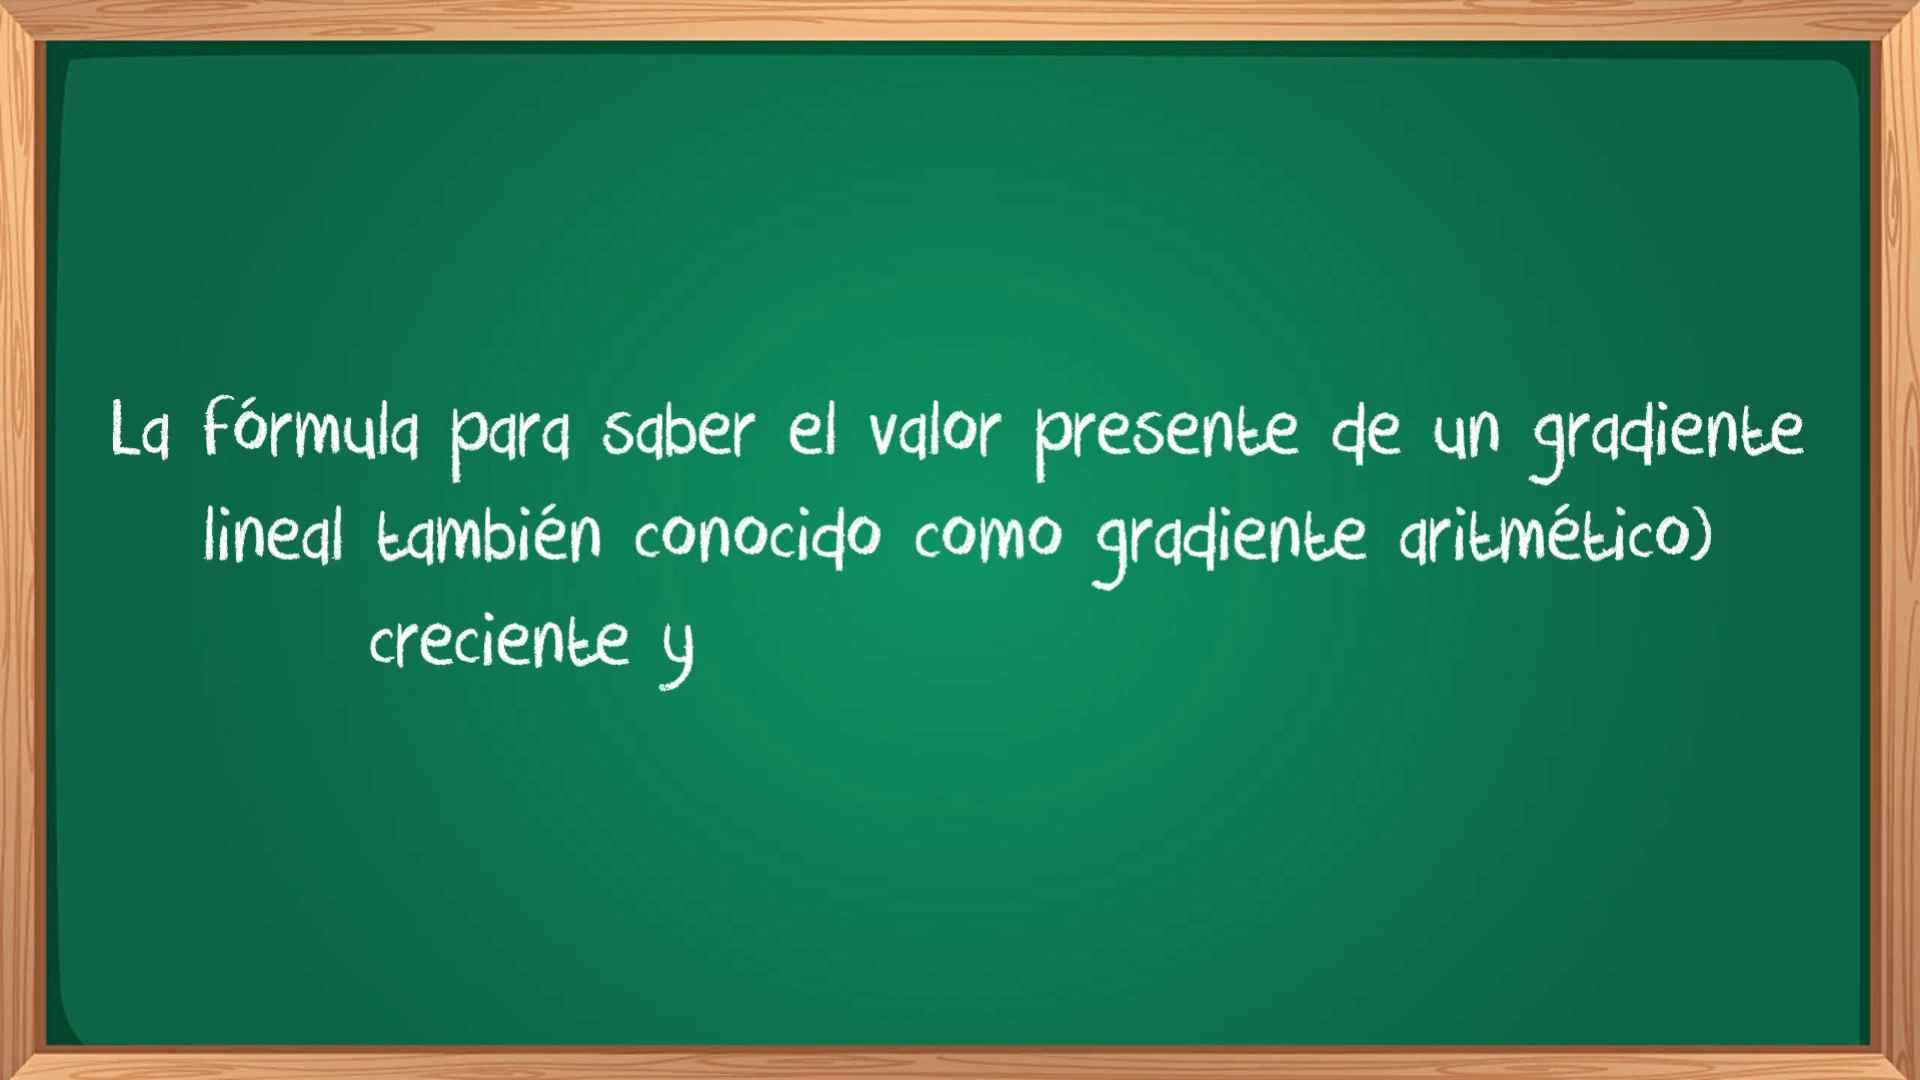 La fórmula para saber el valor presente de un gradiente
lineal también conocido como gradiente aritmético)
creciente y